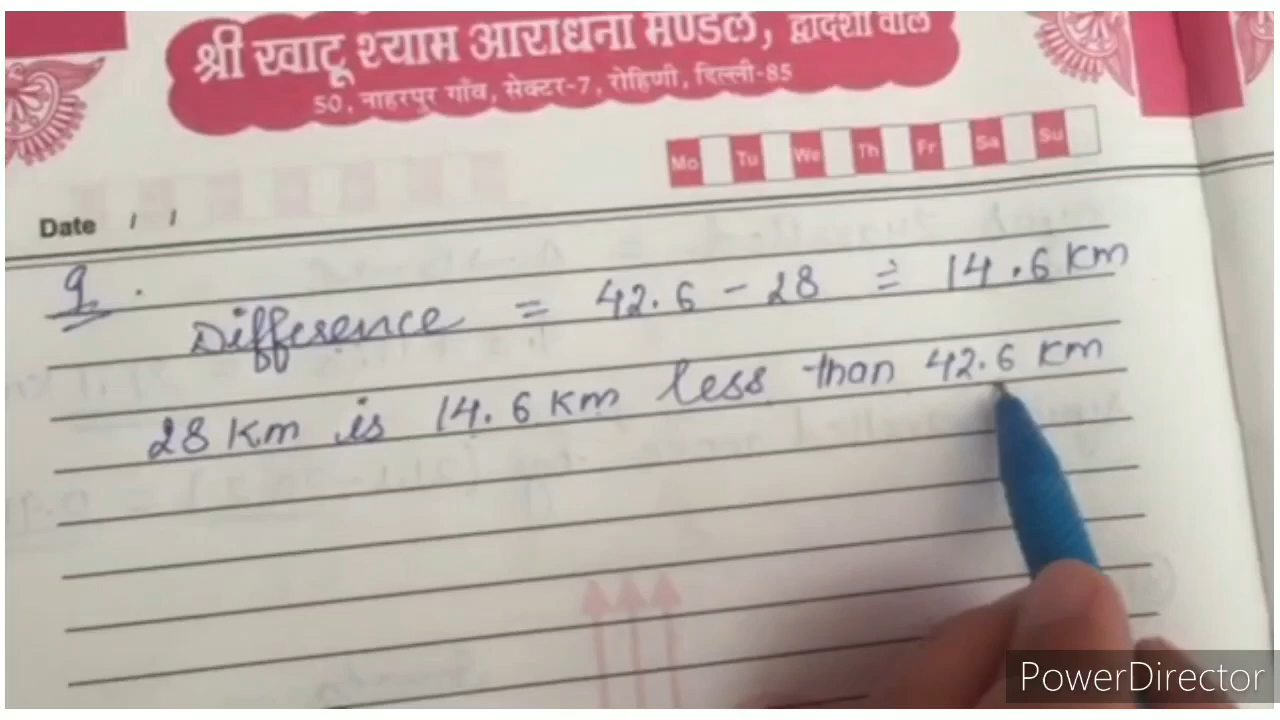 श्री खाटू श्याम आराधना मण्डल, द्वादशी वाले
50, नाहरपुर गाँव, सेक्टर-7, रोहिणी, दिल्ली-85
Mo Tu We Th Fr Sa Su
Date / /
9.
Difference = 42.6 - 28 = 14.6 km
28 km is 14.6 km less than 42.6 km
PowerDirector